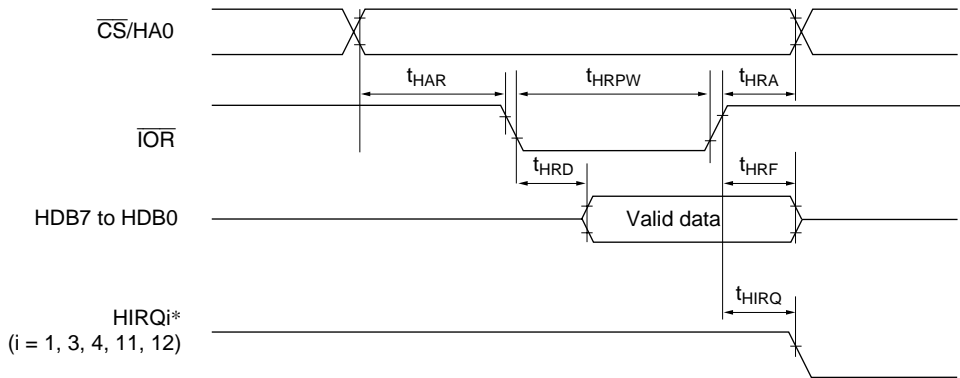 CS/HA0
tHAR
tHRPW
tHRA
IOR
tHRD
tHRF
HDB7 to HDB0
Valid data
tHIRQ
HIRQi*
(i = 1, 3, 4, 11, 12)